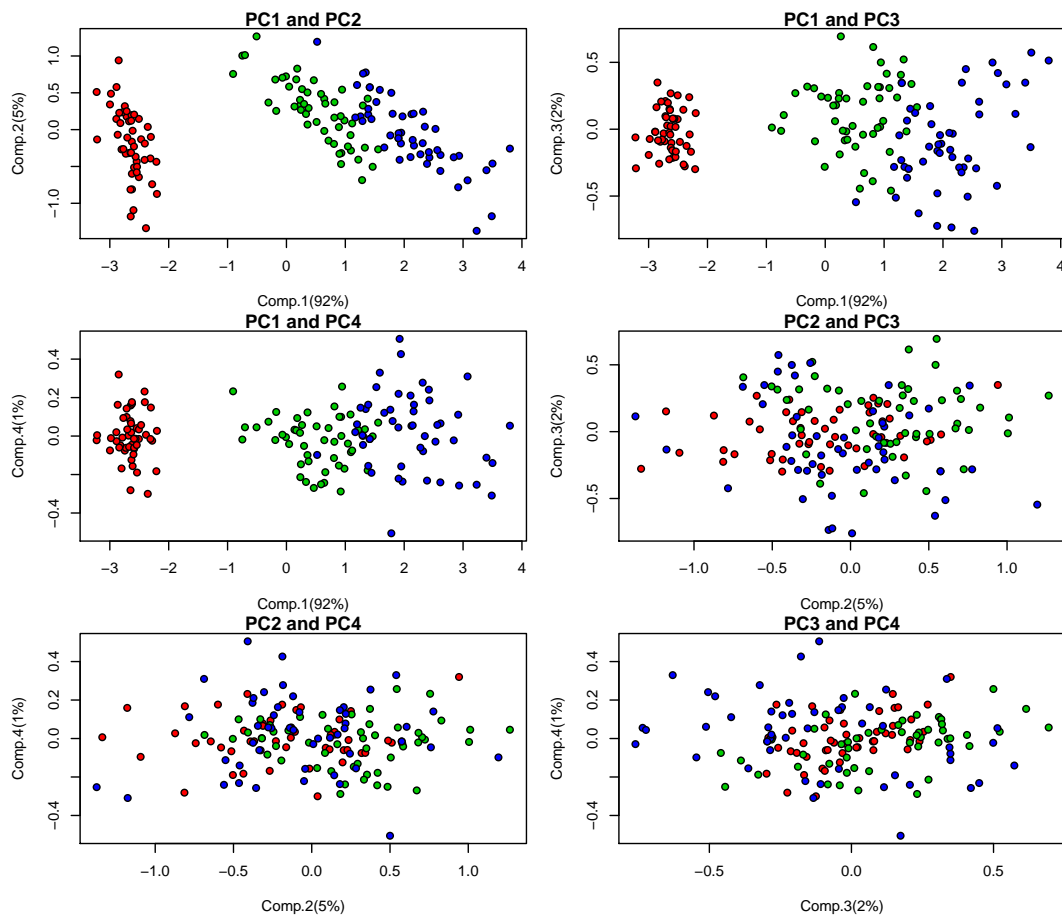 PC1 and PC2
Comp.2(5%)
1.0
0.0
−1.0
−3 −2 −1 0 1 2 3 4
Comp.1(92%)
PC1 and PC3
Comp.3(2%)
0.5
0.0
−0.5
−3 −2 −1 0 1 2 3 4
Comp.1(92%)
PC1 and PC4
Comp.4(1%)
0.4
0.0
−0.4
−3 −2 −1 0 1 2 3 4
Comp.1(92%)
PC2 and PC3
Comp.3(2%)
0.5
0.0
−0.5
−1.0 −0.5 0.0 0.5 1.0
Comp.2(5%)
PC2 and PC4
Comp.4(1%)
0.4
0.2
0.0
−0.4
−1.0 −0.5 0.0 0.5 1.0
Comp.2(5%)
PC3 and PC4
Comp.4(1%)
0.4
0.2
0.0
−0.4
−0.5 0.0 0.5
Comp.3(2%)